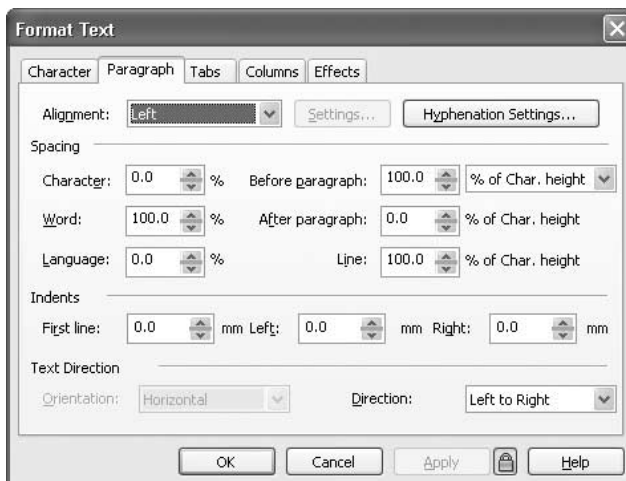 Format Text
Character Paragraph Tabs Columns Effects
Alignment: Left Settings... Hyphenation Settings...
Spacing
Character: 0.0 % Before paragraph: 100.0 % of Char. height
Word: 100.0 % After paragraph: 0.0 % of Char. height
Language: 0.0 % Line: 100.0 % of Char. height
Indents
First line: 0.0 mm Left: 0.0 mm Right: 0.0 mm
Text Direction
Orientation: Horizontal Direction: Left to Right
OK Cancel Apply Help